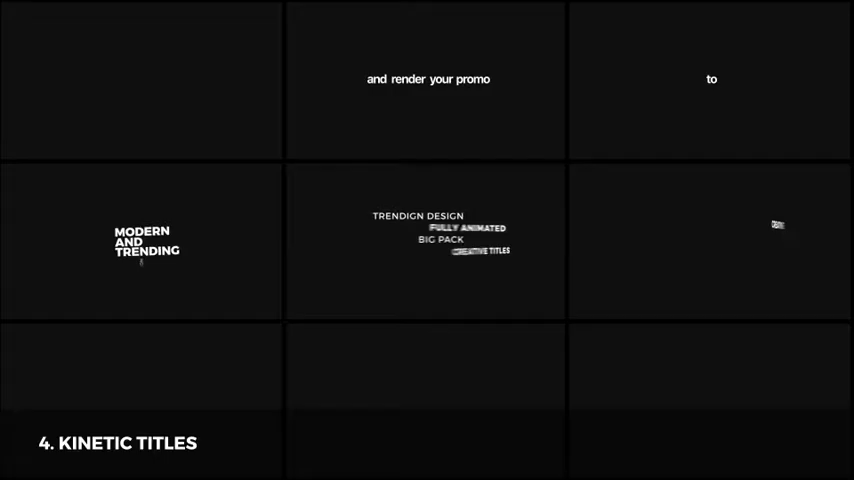 and render your promo
to
MODERN
AND
TRENDING
TRENDIGN DESIGN
FULLY ANIMATED
BIG PACK
CREATIVE TITLES
4. KINETIC TITLES